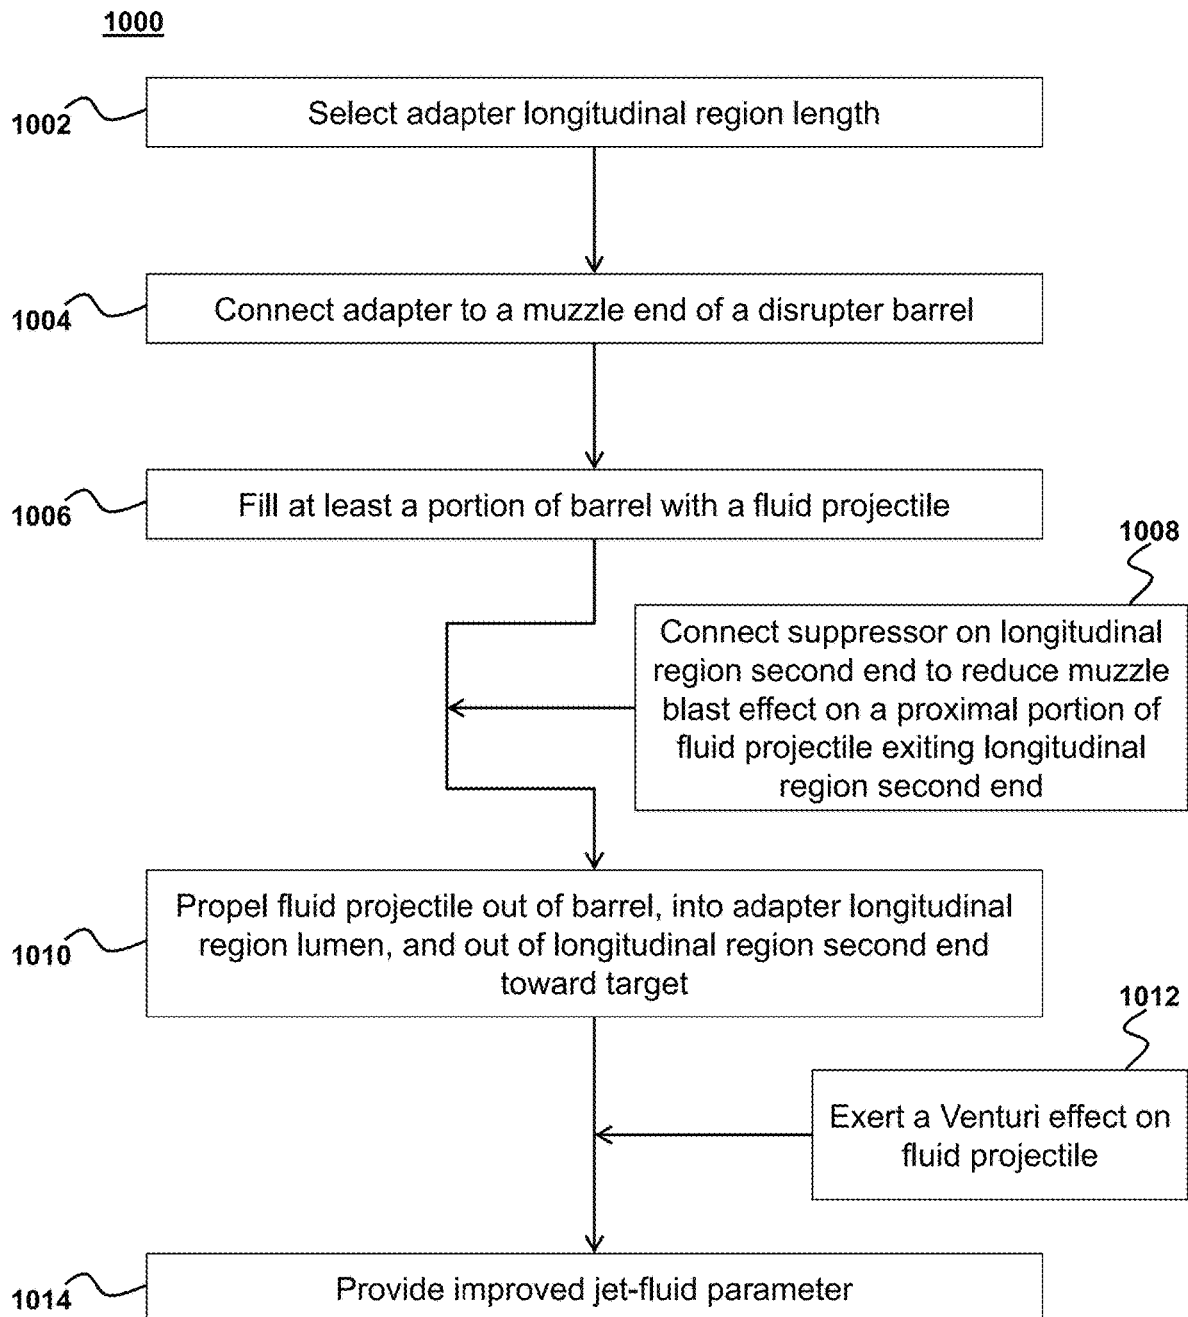 1000
1002
Select adapter longitudinal region length
1004
Connect adapter to a muzzle end of a disrupter barrel
1006
Fill at least a portion of barrel with a fluid projectile
1008
Connect suppressor on longitudinal
region second end to reduce muzzle
blast effect on a proximal portion of
fluid projectile exiting longitudinal
region second end
1010
Propel fluid projectile out of barrel, into adapter longitudinal
region lumen, and out of longitudinal region second end
toward target
1012
Exert a Venturi effect on
fluid projectile
1014
Provide improved jet-fluid parameter